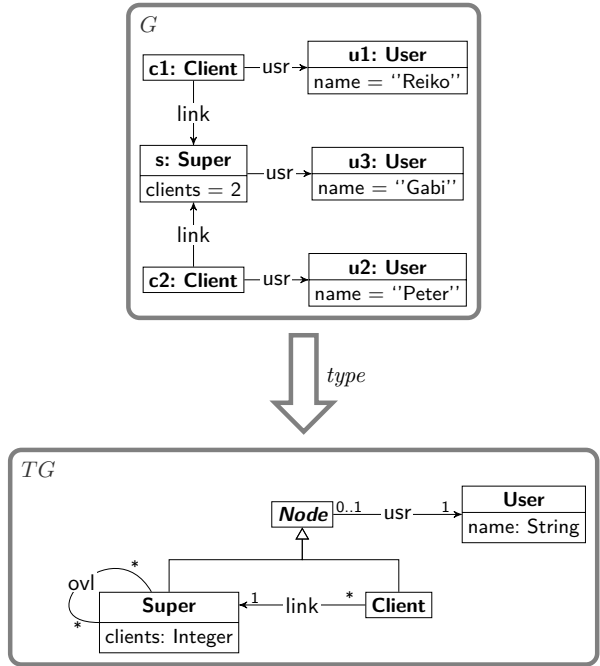 G
c1: Client
usr
u1: User
name = ‘‘Reiko’’
link
s: Super
clients = 2
usr
u3: User
name = ‘‘Gabi’’
link
c2: Client
usr
u2: User
name = ‘‘Peter’’
type
TG
Node
0..1
usr
1
User
name: String
ovl
*
*
Super
clients: Integer
1
link
*
Client